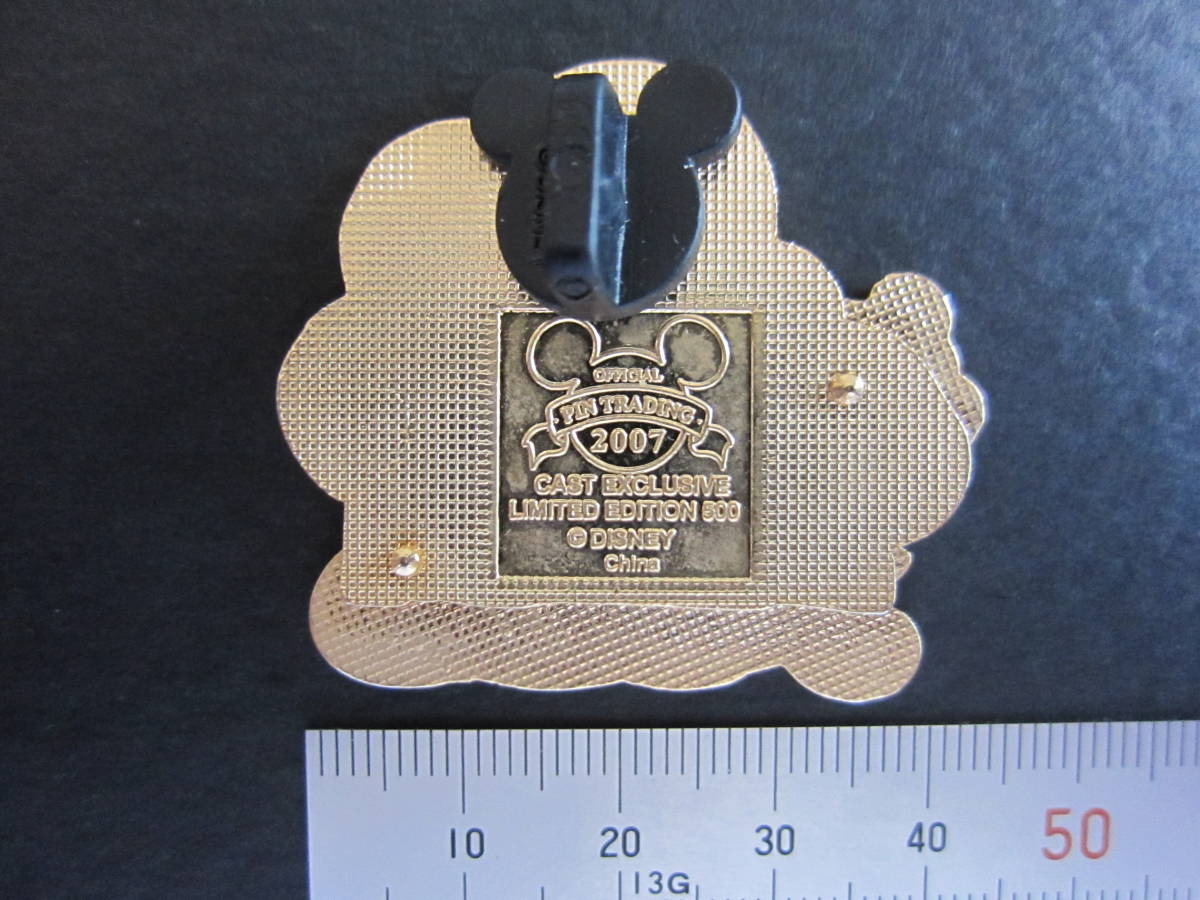 OFFICIAL
PIN TRADING
2007
CAST EXCLUSIVE
LIMITED EDITION 500
© DISNEY
China
10 20 30 40 50
13G